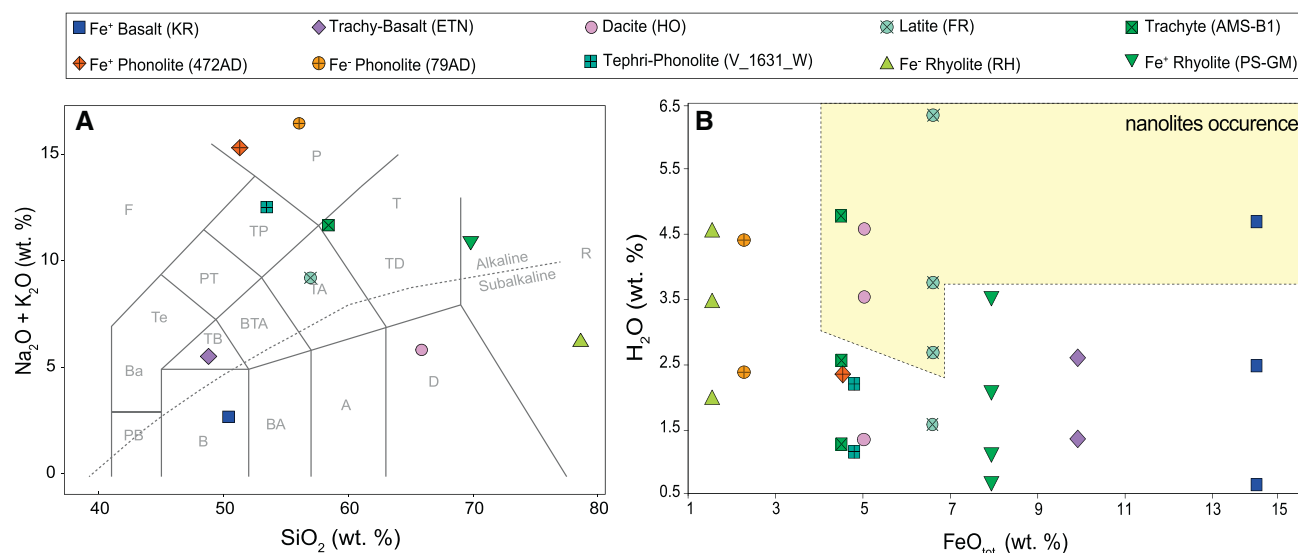 Fe⁺ Basalt (KR) Trachy-Basalt (ETN) Dacite (HO) Latite (FR) Trachyte (AMS-B1)
Fe⁺ Phonolite (472AD) Fe⁻ Phonolite (79AD) Tephri-Phonolite (V_1631_W) Fe⁻ Rhyolite (RH) Fe⁺ Rhyolite (PS-GM)
A
P
F
T
TP
TD
Alkaline
Subalkaline
R
PT
TA
Te
BTA
TB
Ba
D
A
BA
PB
B
15
10
5
0
Na₂O + K₂O (wt. %)
40 50 60 70 80
SiO₂ (wt. %)
B
nanolites occurence
6.5
5.5
4.5
3.5
2.5
1.5
0.5
H₂O (wt. %)
1 3 5 7 9 11 13 15
FeO_tot. (wt. %)